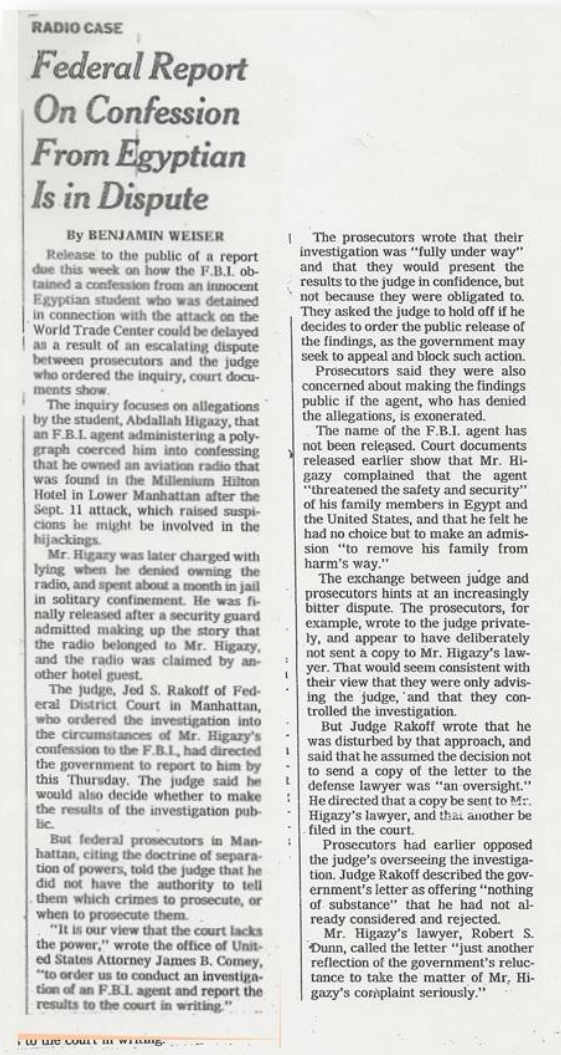 RADIO CASE
Federal Report
On Confession
From Egyptian
Is in Dispute
By BENJAMIN WEISER
Release to the public of a report
due this week on how the F.B.I. ob-
tained a confession from an innocent
Egyptian student who was detained
in connection with the attack on the
World Trade Center could be delayed
as a result of an escalating dispute
between prosecutors and the judge
who ordered the inquiry, court docu-
ments show.
The inquiry focuses on allegations
by the student, Abdallah Higazy, that
an F.B.I. agent administering a poly-
graph coerced him into confessing
that he owned an aviation radio that
was found in the Millenium Hilton
Hotel in Lower Manhattan after the
Sept. 11 attack, which raised suspi-
cions he might be involved in the
hijackings.
Mr. Higazy was later charged with
lying when he denied owning the
radio, and spent about a month in jail
in solitary confinement. He was fi-
nally released after a security guard
admitted making up the story that
the radio belonged to Mr. Higazy,
and the radio was claimed by an-
other hotel guest.
The judge, Jed S. Rakoff of Fed-
eral District Court in Manhattan,
who ordered the investigation into
the circumstances of Mr. Higazy's
confession to the F.B.I., had directed
the government to report to him by
this Thursday. The judge said he
would also decide whether to make
the results of the investigation pub-
lic.
But federal prosecutors in Man-
hattan, citing the doctrine of separa-
tion of powers, told the judge that he
did not have the authority to tell
them which crimes to prosecute, or
when to prosecute them.
"It is our view that the court lacks
the power," wrote the office of Unit-
ed States Attorney James B. Comey,
"to order us to conduct an investiga-
tion of an F.B.I. agent and report the
results to the court in writing."
to the court in writing.
The prosecutors wrote that their
investigation was "fully under way"
and that they would present the
results to the judge in confidence, but
not because they were obligated to.
They asked the judge to hold off if he
decides to order the public release of
the findings, as the government may
seek to appeal and block such action.
Prosecutors said they were also
concerned about making the findings
public if the agent, who has denied
the allegations, is exonerated.
The name of the F.B.I. agent has
not been released. Court documents
released earlier show that Mr. Hi-
gazy complained that the agent
"threatened the safety and security"
of his family members in Egypt and
the United States, and that he felt he
had no choice but to make an admis-
sion "to remove his family from
harm's way."
The exchange between judge and
prosecutors hints at an increasingly
bitter dispute. The prosecutors, for
example, wrote to the judge private-
ly, and appear to have deliberately
not sent a copy to Mr. Higazy's law-
yer. That would seem consistent with
their view that they were only advis-
ing the judge, and that they con-
trolled the investigation.
But Judge Rakoff wrote that he
was disturbed by that approach, and
said that he assumed the decision not
to send a copy of the letter to the
defense lawyer was "an oversight."
He directed that a copy be sent to Mr.
Higazy's lawyer, and that another be
filed in the court.
Prosecutors had earlier opposed
the judge's overseeing the investiga-
tion. Judge Rakoff described the gov-
ernment's letter as offering "nothing
of substance" that he had not al-
ready considered and rejected.
Mr. Higazy's lawyer, Robert S.
Dunn, called the letter "just another
reflection of the government's reluc-
tance to take the matter of Mr. Hi-
gazy's complaint seriously."